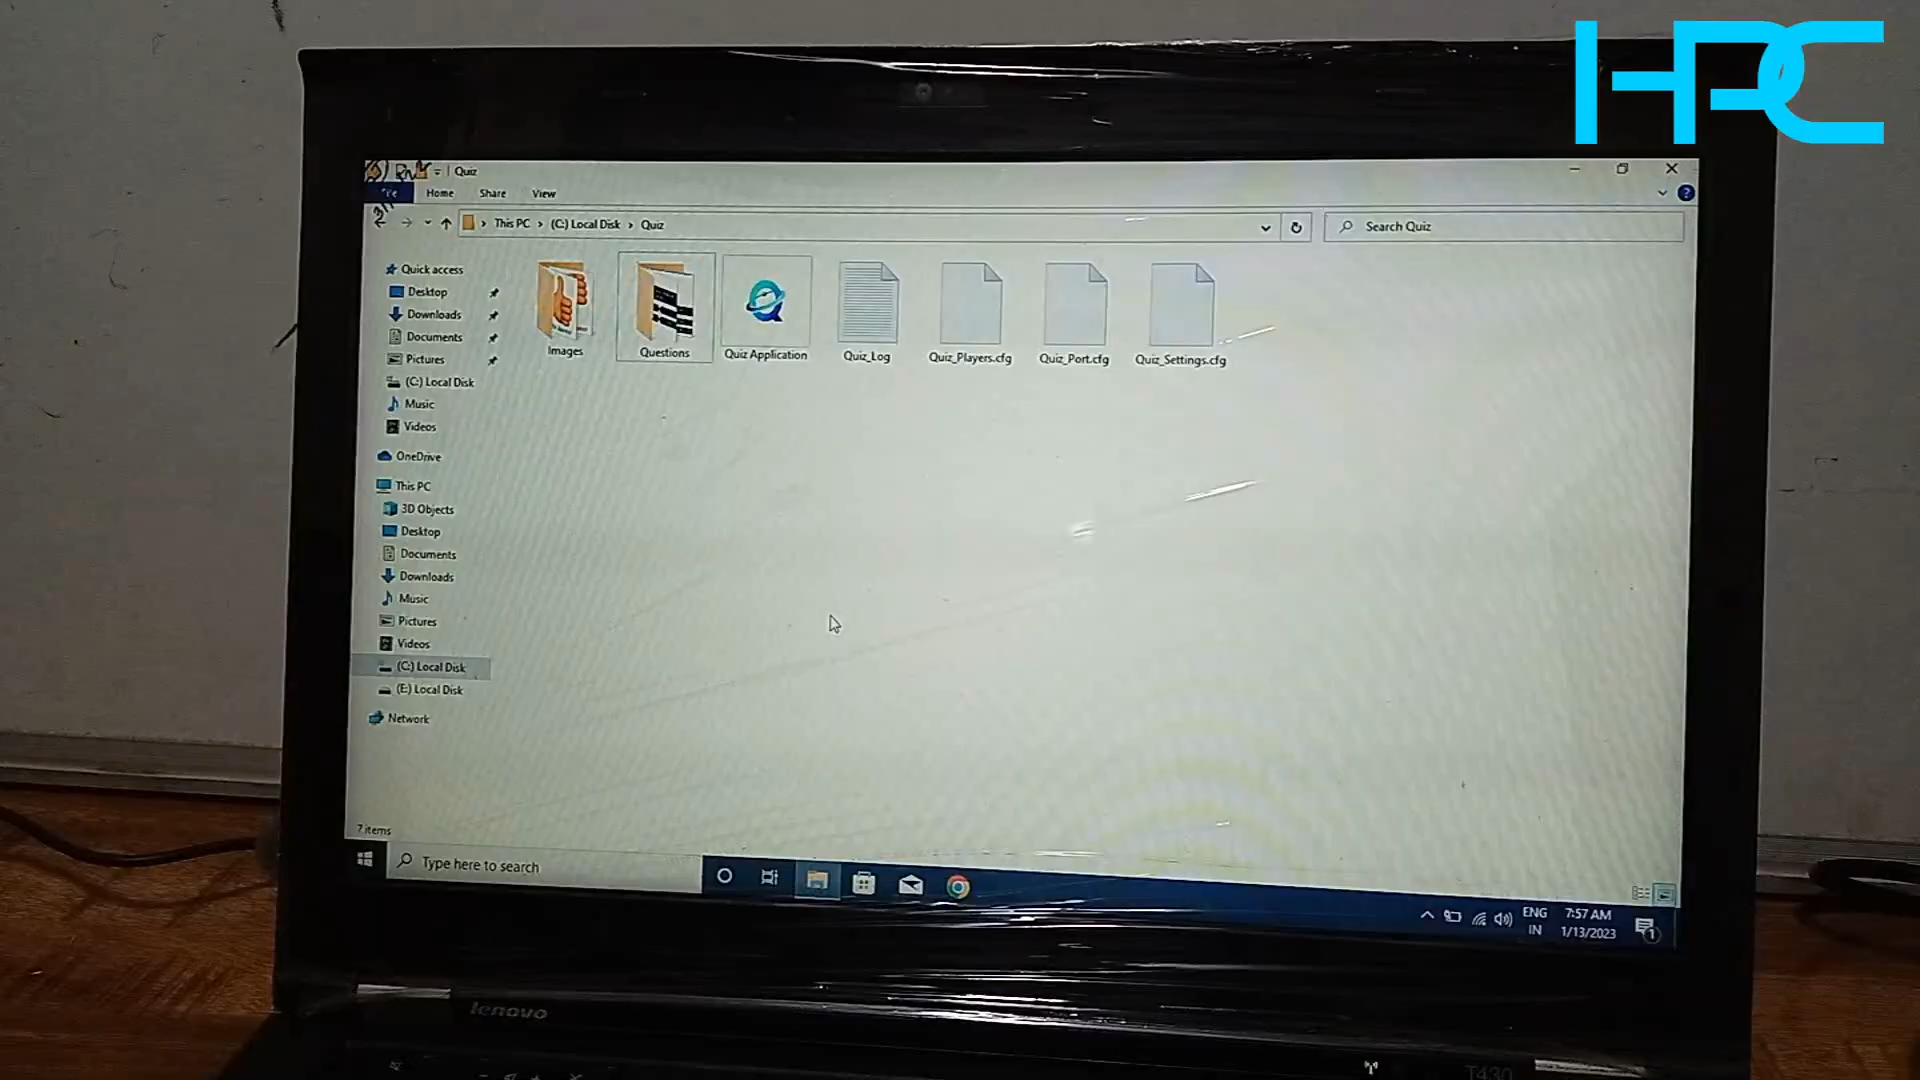 HPC
Quiz
Home Share View
This PC > (C:) Local Disk > Quiz
Search Quiz
Quick access
Desktop
Downloads
Documents
Pictures
(C:) Local Disk
Music
Videos
OneDrive
This PC
3D Objects
Desktop
Documents
Downloads
Music
Pictures
Videos
(C:) Local Disk
(E:) Local Disk
Network
Images
Questions
Quiz Application
Quiz_Log
Quiz_Players.cfg
Quiz_Port.cfg
Quiz_Settings.cfg
7 items
Type here to search
ENG
IN
7:57 AM
1/13/2023
1
lenovo
T430